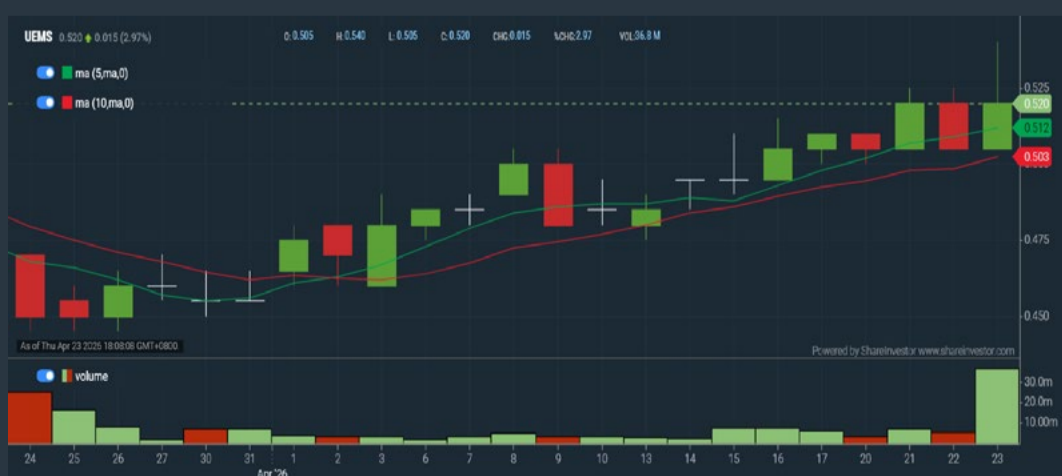 UEMS 0.520 0.015 (2.97%) O:0.505 H:0.540 L:0.505 C:0.520 CHG:0.015 %CHG:2.97 VOL:36.8 M
ma (5,ma,0)
ma (10,ma,0)
0.525
0.520
0.512
0.503
0.475
0.450
As of Thu Apr 23 2026 18:08:08 GMT+0800
Powered by ShareInvestor www.shareinvestor.com
volume
30.0m
20.0m
10.00m
24 25 26 27 30 31 1 2 3 6 7 8 9 10 13 14 15 16 17 20 21 22 23
Apr '26